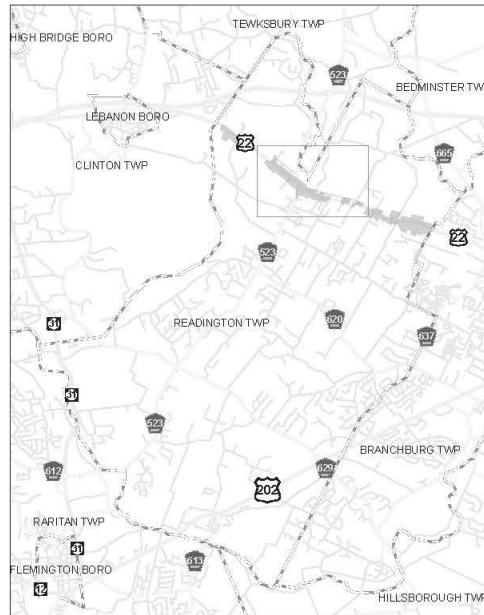 TEWKSBURY TWP
HIGH BRIDGE BORO
523
BEDMINSTER TW
LEBANON BORO
22
665
CLINTON TWP
22
523
31
READINGTON TWP
620
637
31
523
BRANCHBURG TWP
612
629
202
RARITAN TWP
31
613
FLEMINGTON BORO
12
HILLSBOROUGH TWP